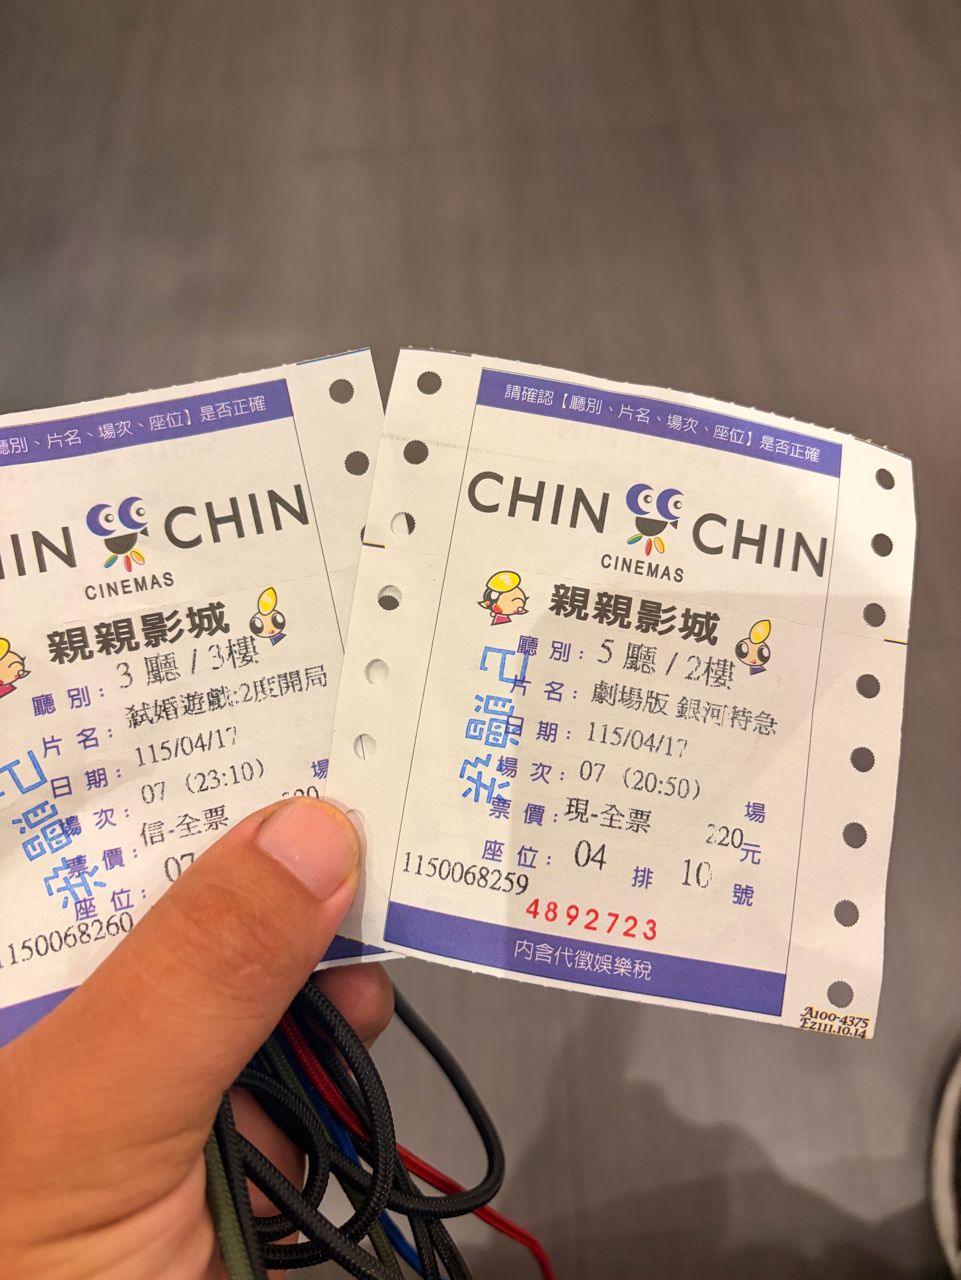 聽別、片名、場次、座位】是否正確
IN CHIN
CINEMAS
親親影城
廳別：3 廳 / 3樓
片名：弒婚遊戲:2度開局
日期：115/04/17
場次：07 (23:10) 場
票價：信-全票
座位：07
1150068260
請確認【聽別、片名、場次、座位】是否正確
CHIN CHIN
CINEMAS
親親影城
廳別：5 廳 / 2樓
片名：劇場版 銀河特急
日期：115/04/17
場次：07 (20:50) 場
票價：現-全票 220元
座位：04 排 10 號
1150068259
4892723
內含代徵娛樂稅
A100-4375
EZ111.10.14